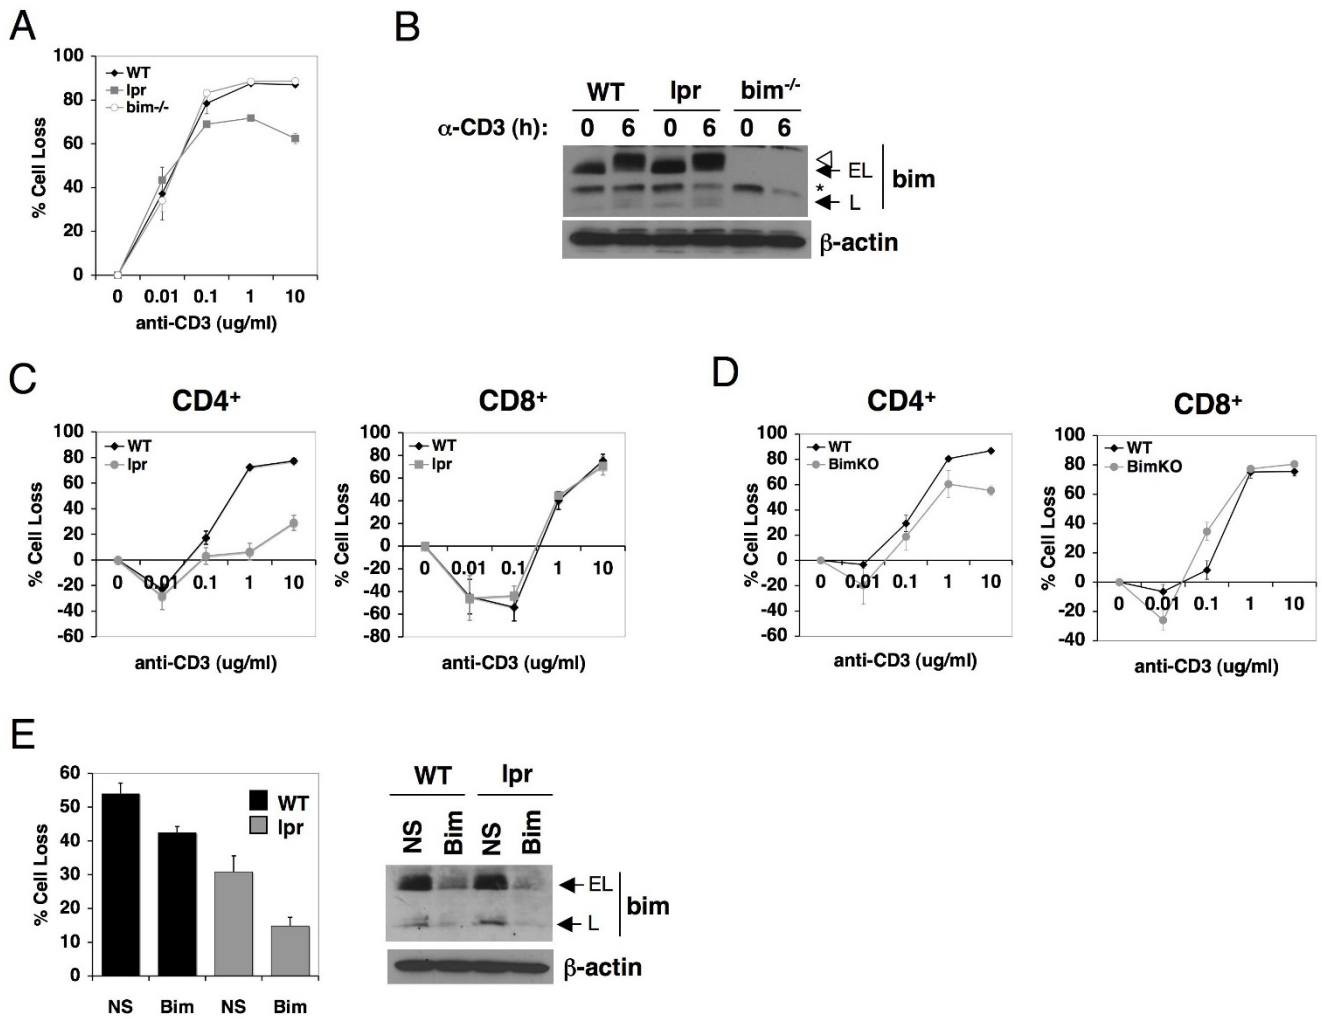 A
100
80
60
40
20
0
% Cell Loss
WT
lpr
bim-/-
0 0.01 0.1 1 10
anti-CD3 (ug/ml)
B
WT lpr bim-/-
α-CD3 (h): 0 6 0 6 0 6
EL
*
L
bim
β-actin
C
CD4+
100
80
60
40
20
0
-20
-40
-60
% Cell Loss
WT
lpr
0 0.01 0.1 1 10
anti-CD3 (ug/ml)
CD8+
100
80
60
40
20
0
-20
-40
-60
-80
% Cell Loss
WT
lpr
0 0.01 0.1 1 10
anti-CD3 (ug/ml)
D
CD4+
100
80
60
40
20
0
-20
-40
-60
% Cell Loss
WT
BimKO
0 0.01 0.1 1 10
anti-CD3 (ug/ml)
CD8+
100
80
60
40
20
0
-20
-40
% Cell Loss
WT
BimKO
0 0.01 0.1 1 10
anti-CD3 (ug/ml)
E
60
50
40
30
20
10
0
% Cell Loss
WT
lpr
NS Bim NS Bim
WT lpr
NS Bim NS Bim
EL
L
bim
β-actin